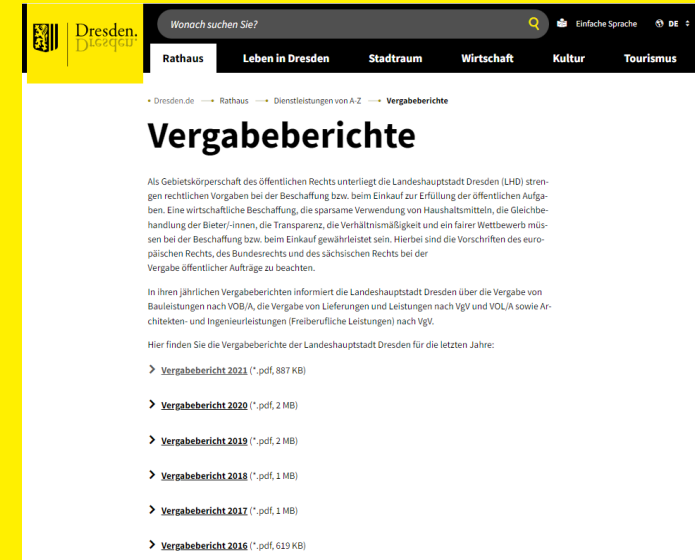 Dresden.
Dresden.
Wonach suchen Sie?
Einfache Sprache
DE
Rathaus
Leben in Dresden
Stadtraum
Wirtschaft
Kultur
Tourismus
Dresden.de
Rathaus
Dienstleistungen von A-Z
Vergabeberichte
Vergabeberichte
Als Gebietskörperschaft des öffentlichen Rechts unterliegt die Landeshauptstadt Dresden (LHD) stren-
gen rechtlichen Vorgaben bei der Beschaffung bzw. beim Einkauf zur Erfüllung der öffentlichen Aufga-
ben. Eine wirtschaftliche Beschaffung, die sparsame Verwendung von Haushaltsmitteln, die Gleichbe-
handlung der Bieter/-innen, die Transparenz, die Verhältnismäßigkeit und ein fairer Wettbewerb müs-
sen bei der Beschaffung bzw. beim Einkauf gewährleistet sein. Hierbei sind die Vorschriften des euro-
päischen Rechts, des Bundesrechts und des sächsischen Rechts bei der
Vergabe öffentlicher Aufträge zu beachten.
In ihren jährlichen Vergabeberichten informiert die Landeshauptstadt Dresden über die Vergabe von
Bauleistungen nach VOB/A, die Vergabe von Lieferungen und Leistungen nach VgV und VOL/A sowie Ar-
chitekten- und Ingenieurleistungen (Freiberufliche Leistungen) nach VgV.
Hier finden Sie die Vergabeberichte der Landeshauptstadt Dresden für die letzten Jahre:
Vergabebericht 2021 (*.pdf, 887 KB)
Vergabebericht 2020 (*.pdf, 2 MB)
Vergabebericht 2019 (*.pdf, 2 MB)
Vergabebericht 2018 (*.pdf, 1 MB)
Vergabebericht 2017 (*.pdf, 1 MB)
Vergabebericht 2016 (*.pdf, 619 KB)